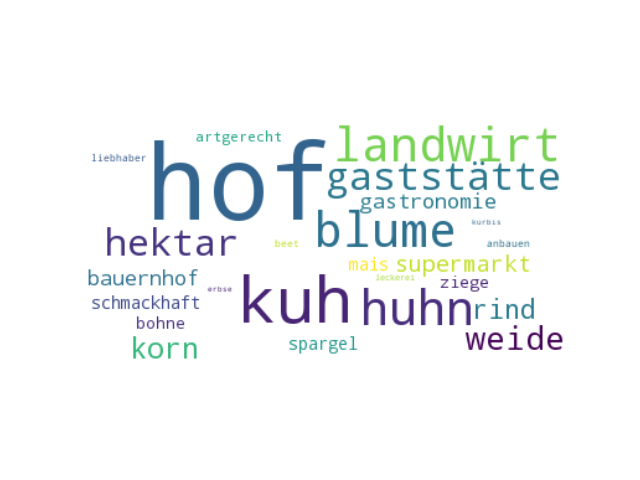 artgerecht
landwirt
liebhaber
hof
gaststätte
gastronomie
blume
kürbis
hektar
beet
anbauen
mais
supermarkt
bauernhof
leckerei
ziege
erbse
kuh
huhn
rind
schmackhaft
bohne
weide
korn
spargel